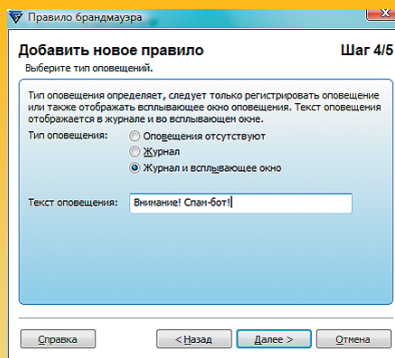 Правило брандмауэра
Добавить новое правило Шаг 4/5
Выберите тип оповещений.
Тип оповещения определяет, следует только регистрировать оповещение
или также отображать всплывающее окно оповещения. Текст оповещения
отображается в журнале и во всплывающем окне.
Тип оповещения: Оповещения отсутствуют
Журнал
Журнал и всплывающее окно
Текст оповещения: Внимание! Спам-бот!
Справка < Назад Далее > Отмена